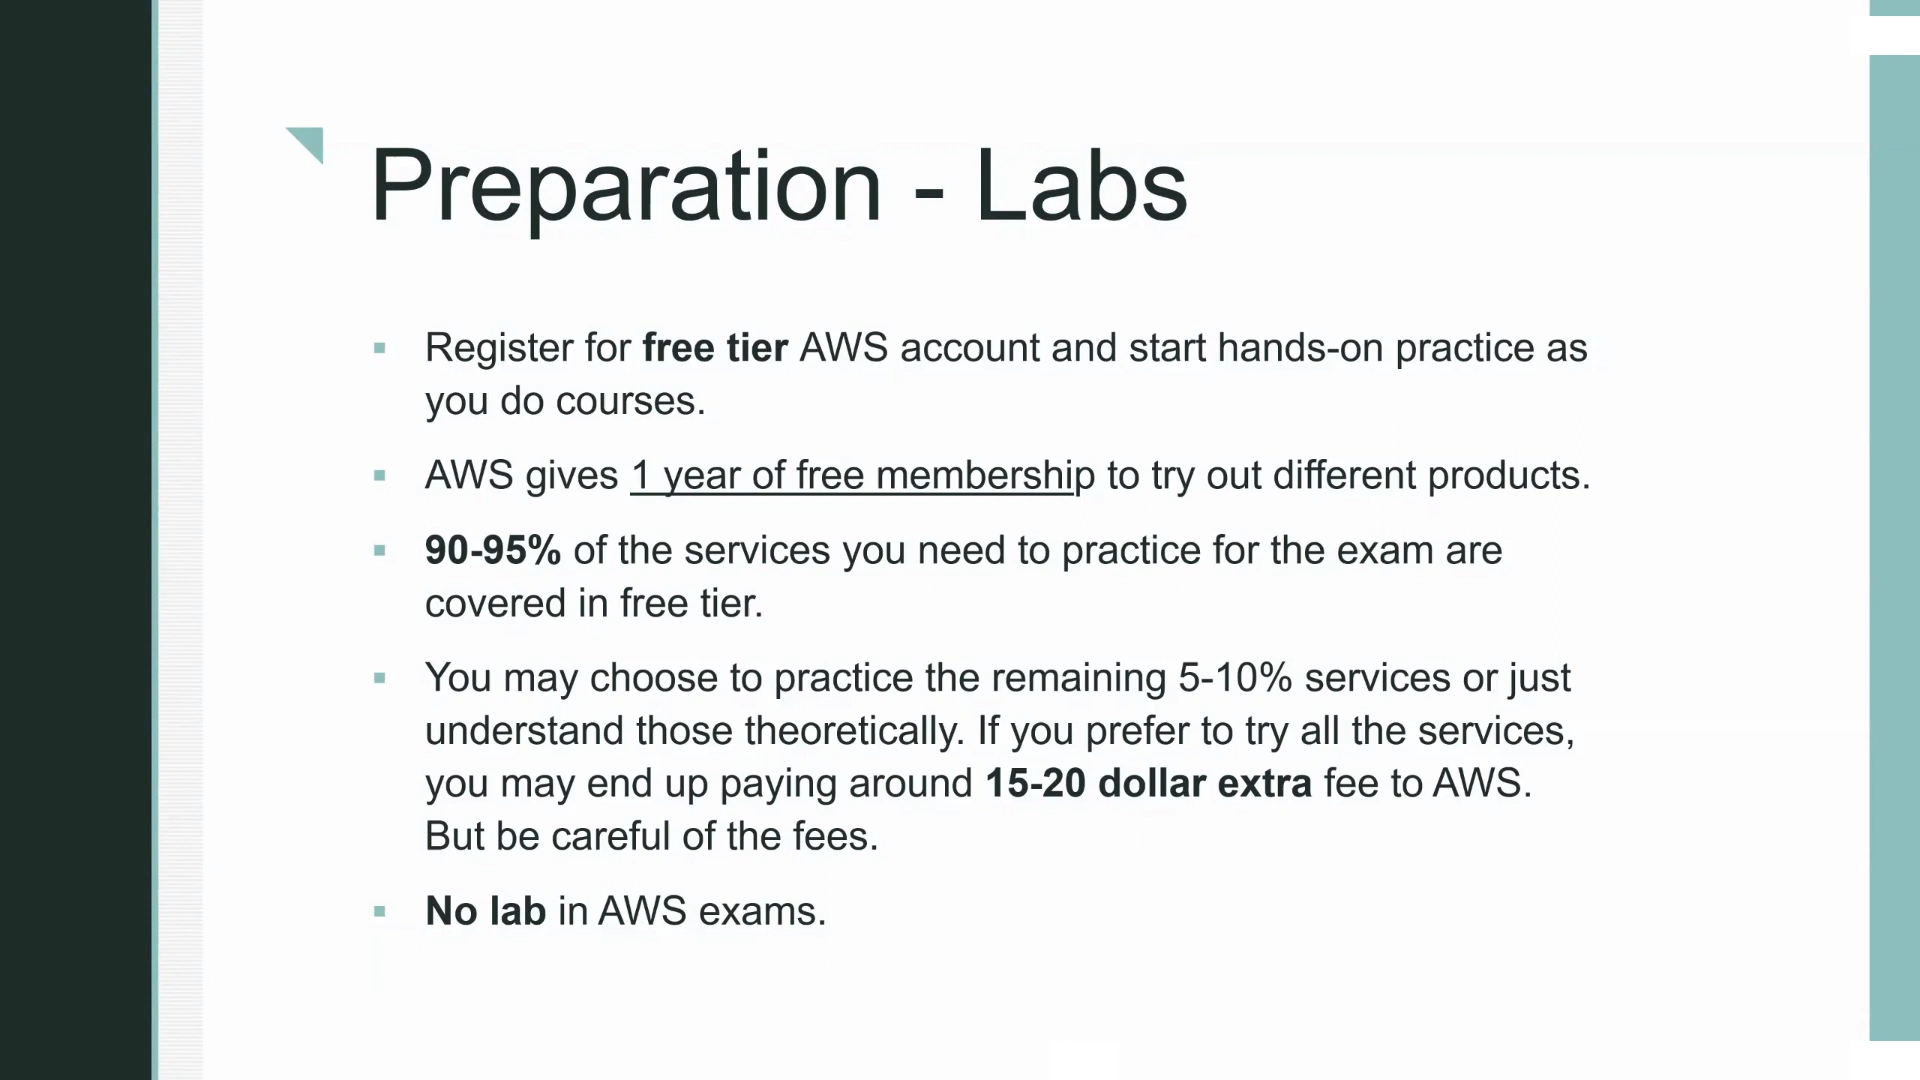 Preparation - Labs
Register for free tier AWS account and start hands-on practice as
you do courses.
AWS gives 1 year of free membership to try out different products.
90-95% of the services you need to practice for the exam are
covered in free tier.
You may choose to practice the remaining 5-10% services or just
understand those theoretically. If you prefer to try all the services,
you may end up paying around 15-20 dollar extra fee to AWS.
But be careful of the fees.
No lab in AWS exams.